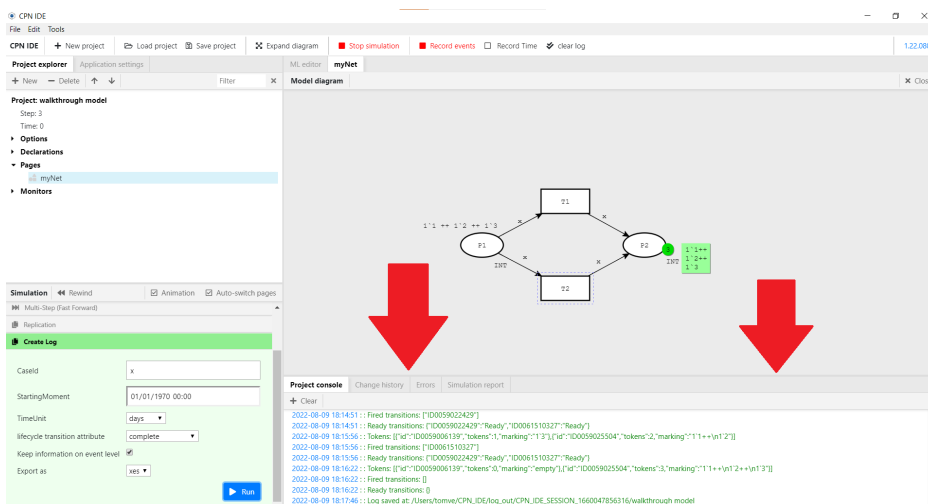 CPN IDE
File Edit Tools
CPN IDE + New project Load project Save project Expand diagram Stop simulation Record events Record Time clear log 1.22.08
Project explorer Application settings
+ New — Delete ↑ ↓ Filter ×
Project: walkthrough model
Step: 3
Time: 0
Options
Declarations
Pages
myNet
Monitors
Simulation Rewind Animation Auto-switch pages
Multi-Step (Fast Forward)
Replication
Create Log
CaseId x
StartingMoment 01/01/1970 00:00
TimeUnit days
lifecycle transition attribute complete
Keep information on event level
Export as xes
Run
ML editor myNet
Model diagram × Clos
T1
x x
1`1 ++ 1`2 ++ 1`3
P1 P2 3 1`1++
1`2++
1`3
INT x x INT
T2
Project console Change history Errors Simulation report
+ Clear
2022-08-09 18:14:51 : : Fired transitions: ["ID0059022429"]
2022-08-09 18:14:51 : : Ready transitions: {"ID0059022429":"Ready","ID0061510327":"Ready"}
2022-08-09 18:15:56 : : Tokens: [{"id":"ID0059006139","tokens":1,"marking":"1`3"},{"id":"ID0059025504","tokens":2,"marking":"1`1++\n1`2"}]
2022-08-09 18:15:56 : : Fired transitions: ["ID0061510327"]
2022-08-09 18:15:56 : : Ready transitions: {"ID0059022429":"Ready","ID0061510327":"Ready"}
2022-08-09 18:16:22 : : Tokens: [{"id":"ID0059006139","tokens":0,"marking":"empty"},{"id":"ID0059025504","tokens":3,"marking":"1`1++\n1`2++\n1`3"}]
2022-08-09 18:16:22 : : Fired transitions: []
2022-08-09 18:16:22 : : Ready transitions: {}
2022-08-09 18:17:46 : : Log saved at: /Users/tomve/CPN_IDE/log_out/CPN_IDE_SESSION_1660047856316/walkthrough model